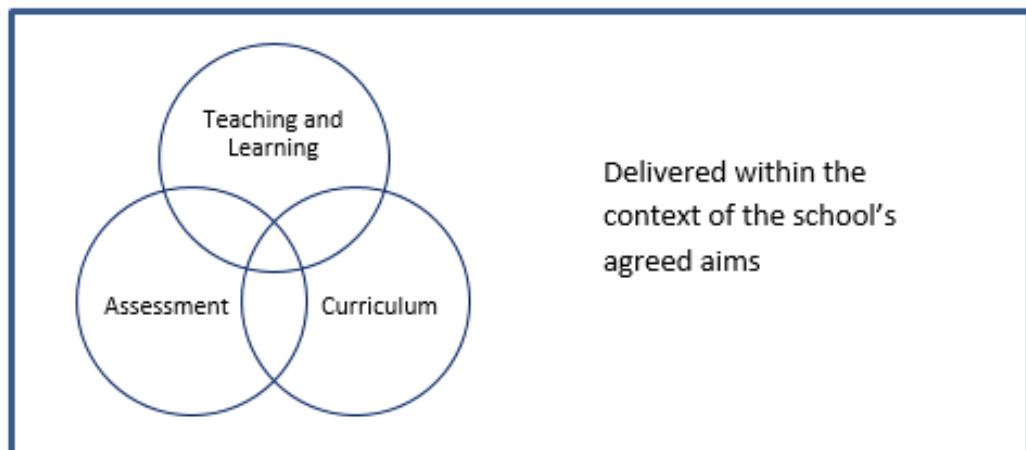 Teaching and
Learning
Assessment
Curriculum
Delivered within the
context of the school’s
agreed aims